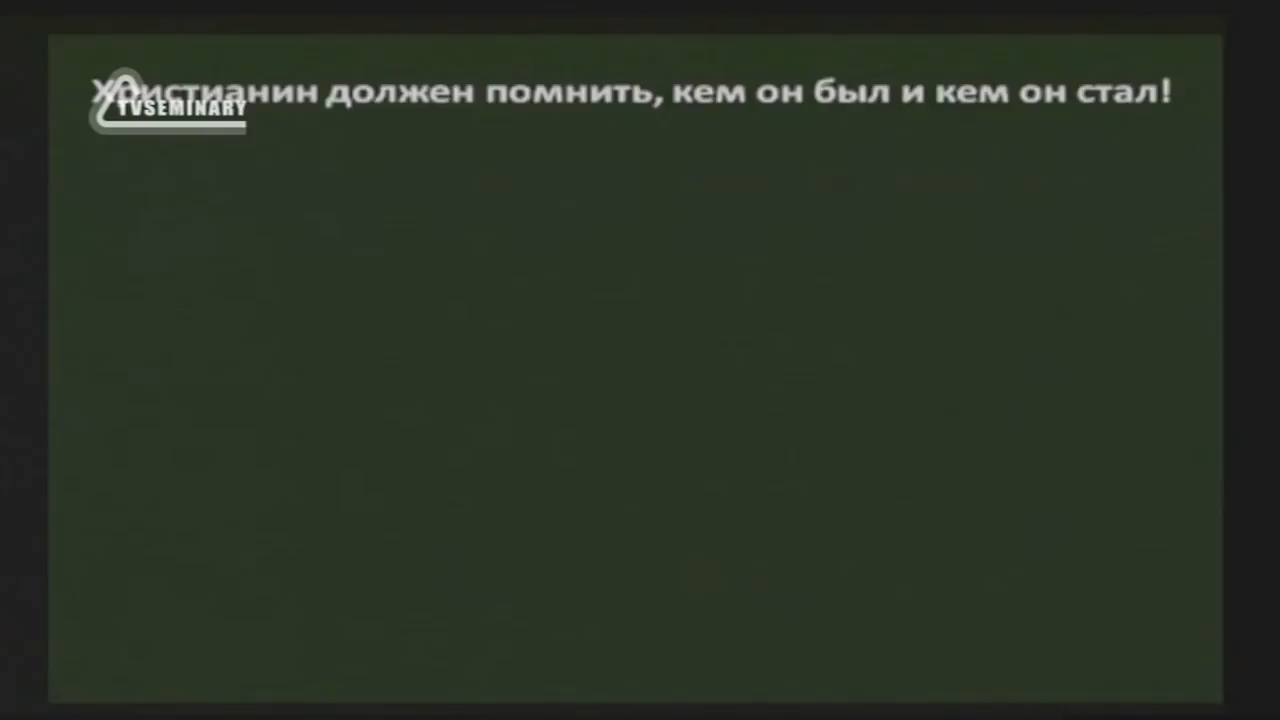 Христианин должен помнить, кем он был и кем он стал!
TVSEMINARY